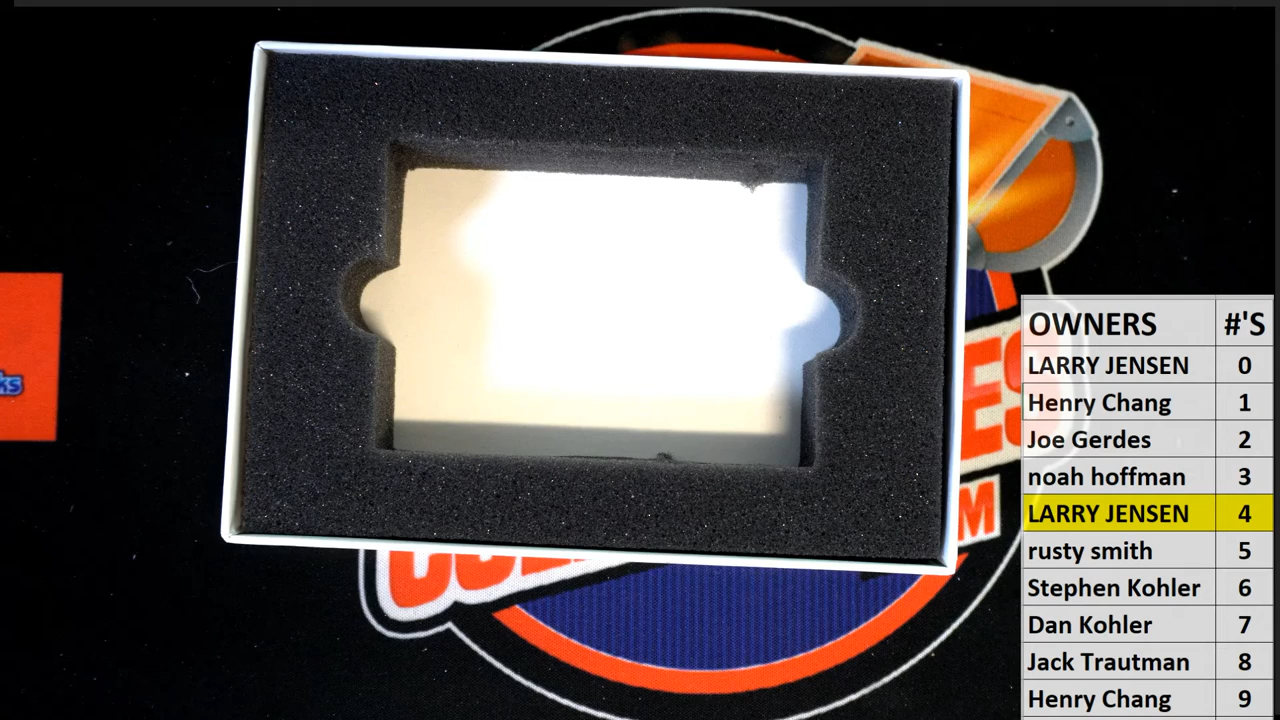 ks
OWNERS #'S
LARRY JENSEN 0
Henry Chang 1
Joe Gerdes 2
noah hoffman 3
LARRY JENSEN 4
rusty smith 5
Stephen Kohler 6
Dan Kohler 7
Jack Trautman 8
Henry Chang 9